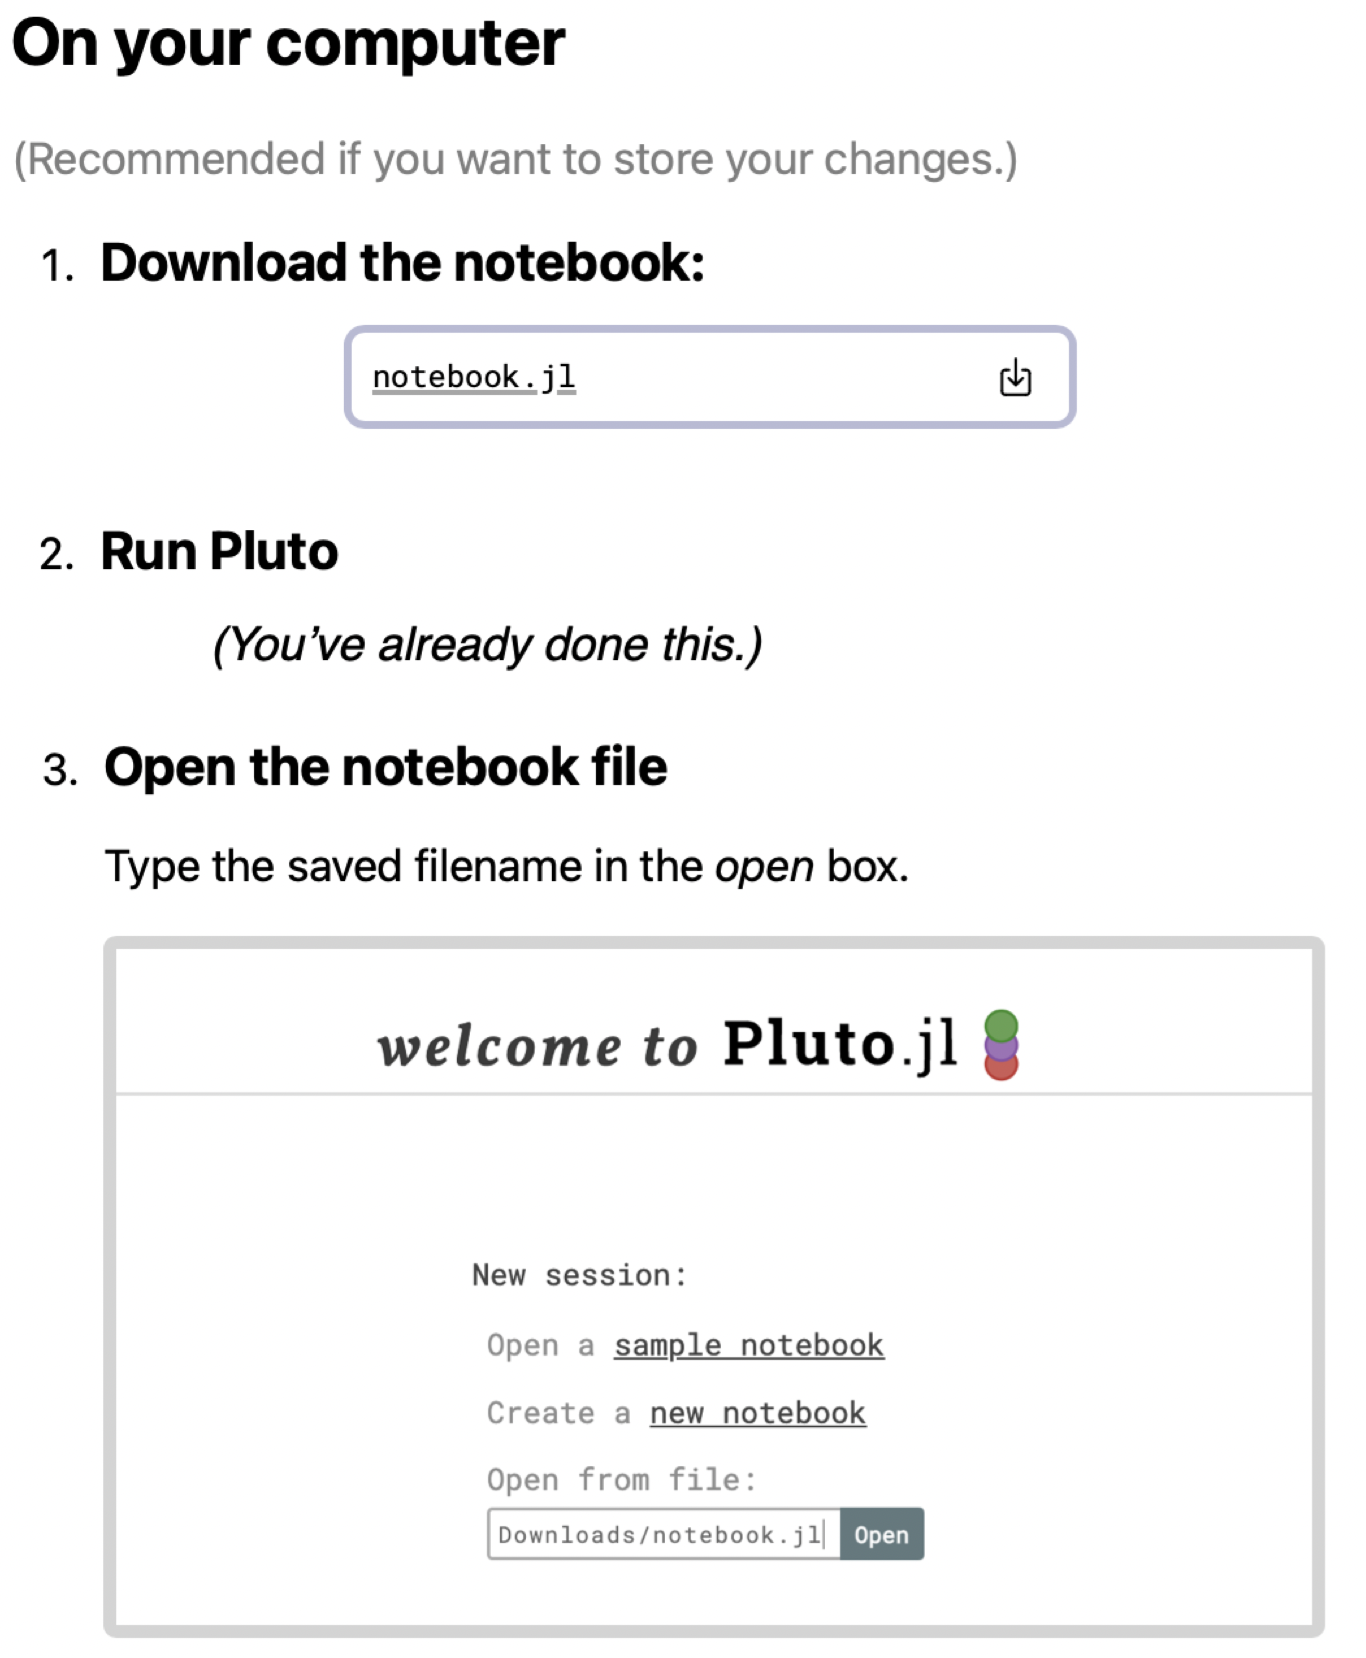 On your computer
(Recommended if you want to store your changes.)
1. Download the notebook:
notebook.jl
2. Run Pluto
(You’ve already done this.)
3. Open the notebook file
Type the saved filename in the open box.
welcome to Pluto.jl
New session:
Open a sample notebook
Create a new notebook
Open from file:
Downloads/notebook.jl Open